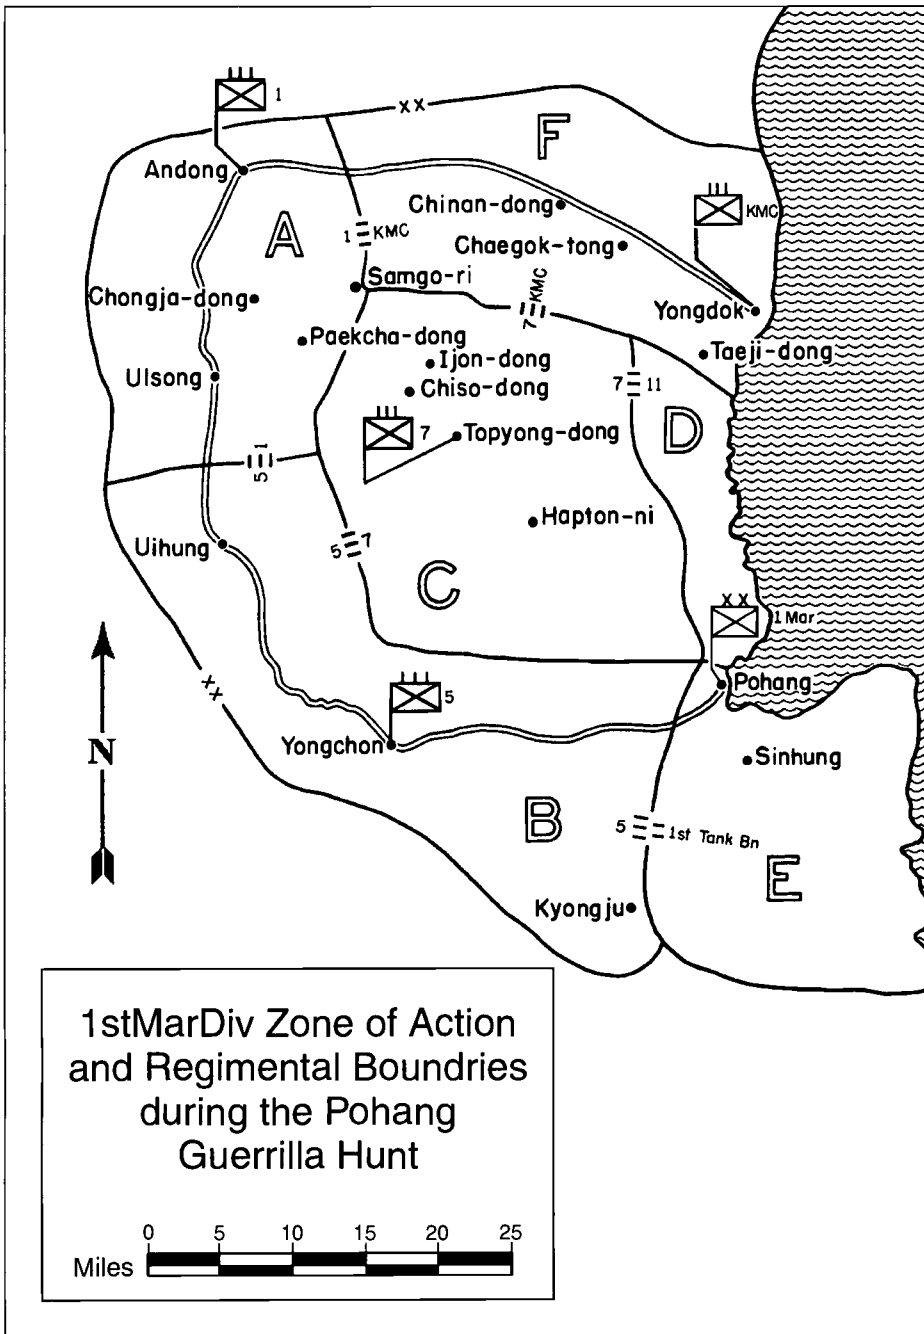 1
XX
F
Andong
Chinan-dong
KMC
A
1 KMC
Chaegok-tong
Samgo-ri
7 KMC
Chongja-dong
Yongdok
Paekcha-dong
Taeji-dong
Ijon-dong
Ulsong
7 11
Chiso-dong
7
Topyong-dong
D
5 1
Hapton-ni
Uihung
5 7
C
XX
1 Mar
XX
Pohang
5
Yongchon
N
Sinhung
B
5 1st Tank Bn
E
Kyongju
1stMarDiv Zone of Action
and Regimental Boundries
during the Pohang
Guerrilla Hunt
0 5 10 15 20 25
Miles